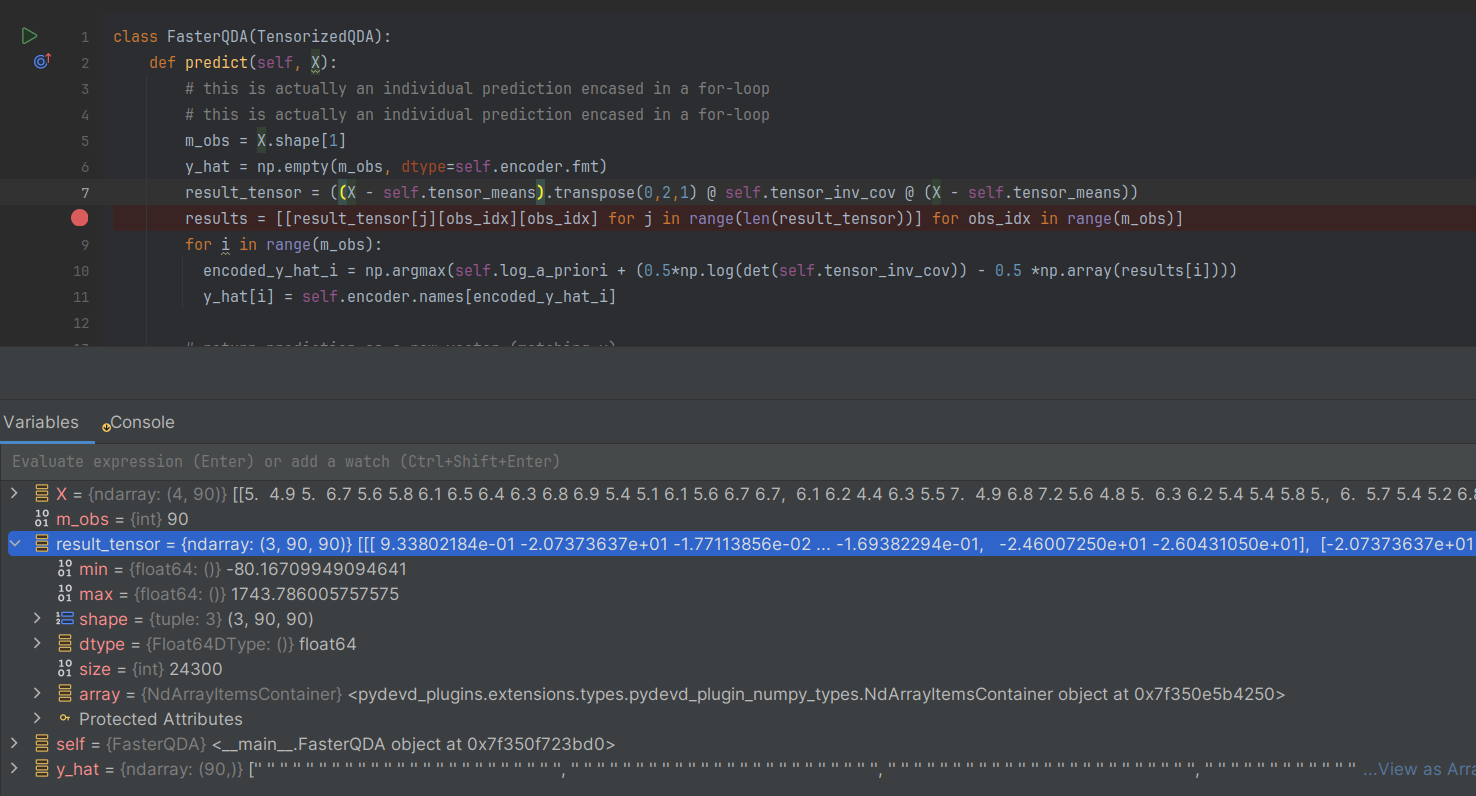 1 class FasterQDA(TensorizedQDA):
2 def predict(self, X):
3 # this is actually an individual prediction encased in a for-loop
4 # this is actually an individual prediction encased in a for-loop
5 m_obs = X.shape[1]
6 y_hat = np.empty(m_obs, dtype=self.encoder.fmt)
7 result_tensor = ((X - self.tensor_means).transpose(0,2,1) @ self.tensor_inv_cov @ (X - self.tensor_means))
results = [[result_tensor[j][obs_idx][obs_idx] for j in range(len(result_tensor))] for obs_idx in range(m_obs)]
9 for i in range(m_obs):
10 encoded_y_hat_i = np.argmax(self.log_a_priori + (0.5*np.log(det(self.tensor_inv_cov)) - 0.5 *np.array(results[i])))
11 y_hat[i] = self.encoder.names[encoded_y_hat_i]
12
Variables Console
Evaluate expression (Enter) or add a watch (Ctrl+Shift+Enter)
X = {ndarray: (4, 90)} [[5. 4.9 5. 6.7 5.6 5.8 6.1 6.5 6.4 6.3 6.8 6.9 5.4 5.1 6.1 5.6 6.7 6.7, 6.1 6.2 4.4 6.3 5.5 7. 4.9 6.8 7.2 5.6 4.8 5. 6.3 6.2 5.4 5.4 5.8 5., 6. 5.7 5.4 5.2 6.8
m_obs = {int} 90
result_tensor = {ndarray: (3, 90, 90)} [[[ 9.33802184e-01 -2.07373637e+01 -1.77113856e-02 ... -1.69382294e-01, -2.46007250e+01 -2.60431050e+01], [-2.07373637e+01
min = {float64: ()} -80.16709949094641
max = {float64: ()} 1743.786005757575
shape = {tuple: 3} (3, 90, 90)
dtype = {Float64DType: ()} float64
size = {int} 24300
array = {NdArrayItemsContainer} <pydevd_plugins.extensions.types.pydevd_plugin_numpy_types.NdArrayItemsContainer object at 0x7f350e5b4250>
Protected Attributes
self = {FasterQDA} <__main__.FasterQDA object at 0x7f350f723bd0>
y_hat = {ndarray: (90,)} ['' '' '' '' '' '' '' '' '' '' '' '' '' '' '' '' '' '' '' '' '' '' '' '', '' '' '' '' '' '' '' '' '' '' '' '' '' '' '' '' '' '' '' '' '' '' '' '', '' '' '' '' '' '' '' '' '' '' '' '' '' '' '' '' '' '' '' '' '' '' '' '', '' '' '' '' '' '' '' '' '' '' '' '' ...View as Arra